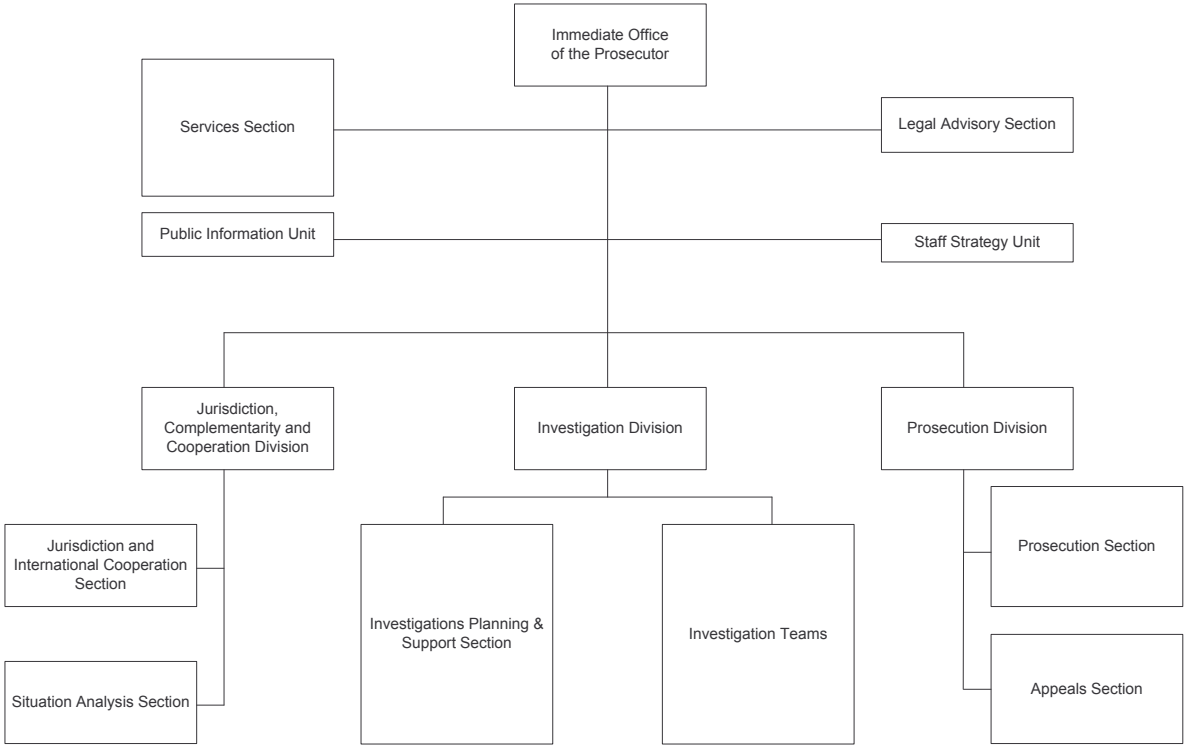 Immediate Office
of the Prosecutor
Services Section
Legal Advisory Section
Public Information Unit
Staff Strategy Unit
Jurisdiction,
Complementarity and
Cooperation Division
Investigation Division
Prosecution Division
Jurisdiction and
International Cooperation
Section
Prosecution Section
Investigations Planning &
Support Section
Investigation Teams
Situation Analysis Section
Appeals Section